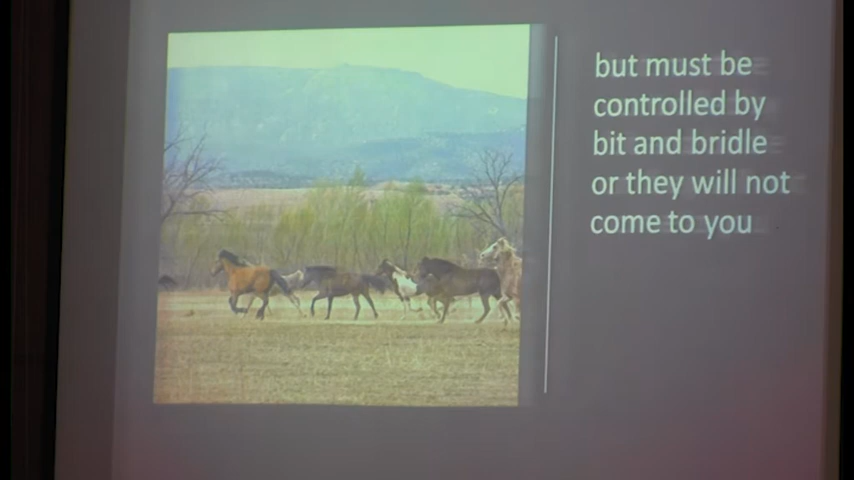 but must be
controlled by
bit and bridle
or they will not
come to you